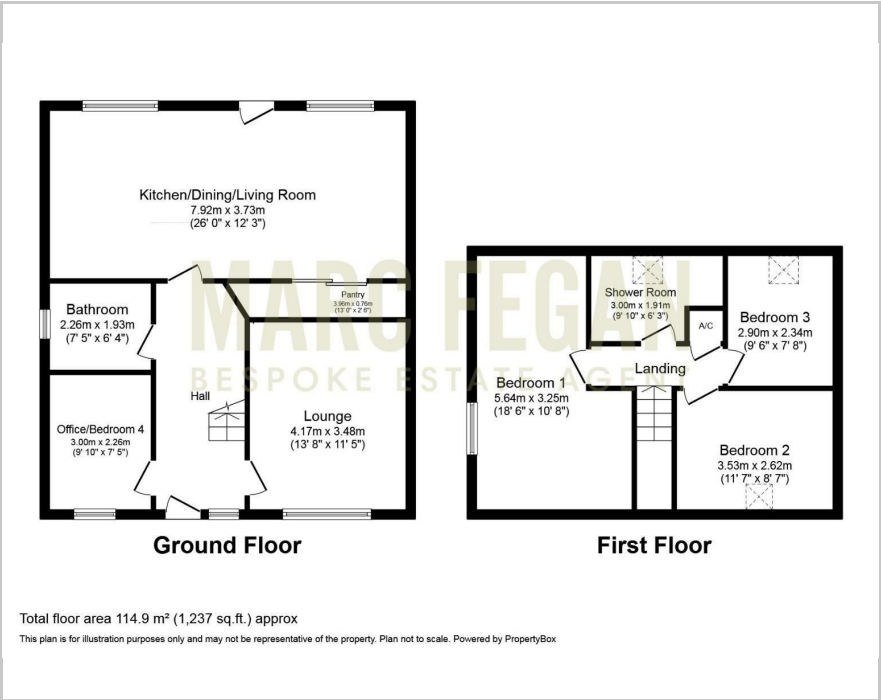 Kitchen/Dining/Living Room
7.92m x 3.73m
(26' 0" x 12' 3")
Pantry
3.96m x 0.76m
(13' 0" x 2' 6")
Bathroom
2.26m x 1.93m
(7' 5" x 6' 4")
Hall
Office/Bedroom 4
3.00m x 2.26m
(9' 10" x 7' 5")
Lounge
4.17m x 3.48m
(13' 8" x 11' 5")
Ground Floor
Shower Room
3.00m x 1.91m
(9' 10" x 6' 3")
A/C
Bedroom 3
2.90m x 2.34m
(9' 6" x 7' 8")
Landing
Bedroom 1
5.64m x 3.25m
(18' 6" x 10' 8")
Bedroom 2
3.53m x 2.62m
(11' 7" x 8' 7")
First Floor
MARC FEGAN
BESPOKE ESTATE AGENT
Total floor area 114.9 m² (1,237 sq.ft.) approx
This plan is for illustration purposes only and may not be representative of the property. Plan not to scale. Powered by PropertyBox